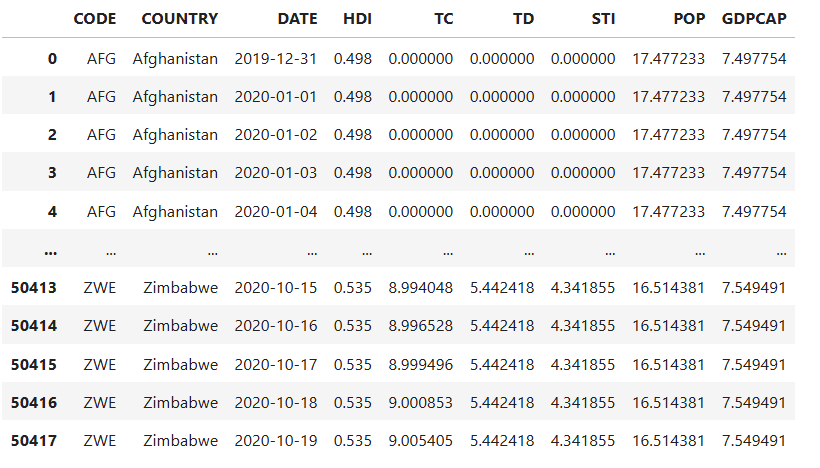 CODE COUNTRY DATE HDI TC TD STI POP GDPCAP
0 AFG Afghanistan 2019-12-31 0.498 0.000000 0.000000 0.000000 17.477233 7.497754
1 AFG Afghanistan 2020-01-01 0.498 0.000000 0.000000 0.000000 17.477233 7.497754
2 AFG Afghanistan 2020-01-02 0.498 0.000000 0.000000 0.000000 17.477233 7.497754
3 AFG Afghanistan 2020-01-03 0.498 0.000000 0.000000 0.000000 17.477233 7.497754
4 AFG Afghanistan 2020-01-04 0.498 0.000000 0.000000 0.000000 17.477233 7.497754
... ... ... ... ... ... ... ... ... ...
50413 ZWE Zimbabwe 2020-10-15 0.535 8.994048 5.442418 4.341855 16.514381 7.549491
50414 ZWE Zimbabwe 2020-10-16 0.535 8.996528 5.442418 4.341855 16.514381 7.549491
50415 ZWE Zimbabwe 2020-10-17 0.535 8.999496 5.442418 4.341855 16.514381 7.549491
50416 ZWE Zimbabwe 2020-10-18 0.535 9.000853 5.442418 4.341855 16.514381 7.549491
50417 ZWE Zimbabwe 2020-10-19 0.535 9.005405 5.442418 4.341855 16.514381 7.549491